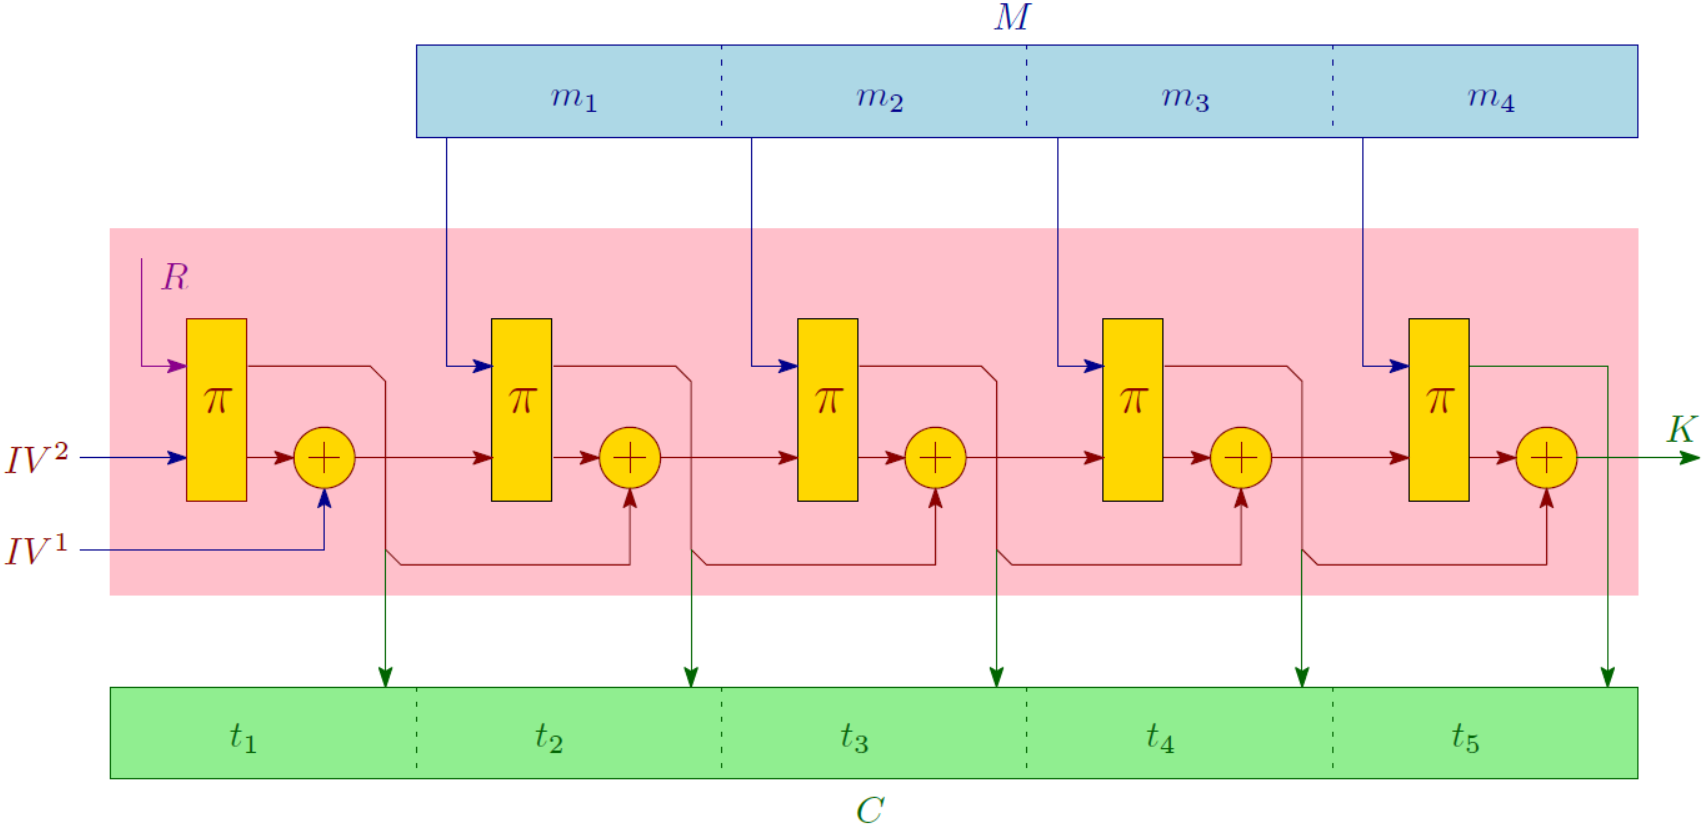 M
m₁ m₂ m₃ m₄
R
π π π π π
K
IV² + + + + +
IV¹
t₁ t₂ t₃ t₄ t₅
C